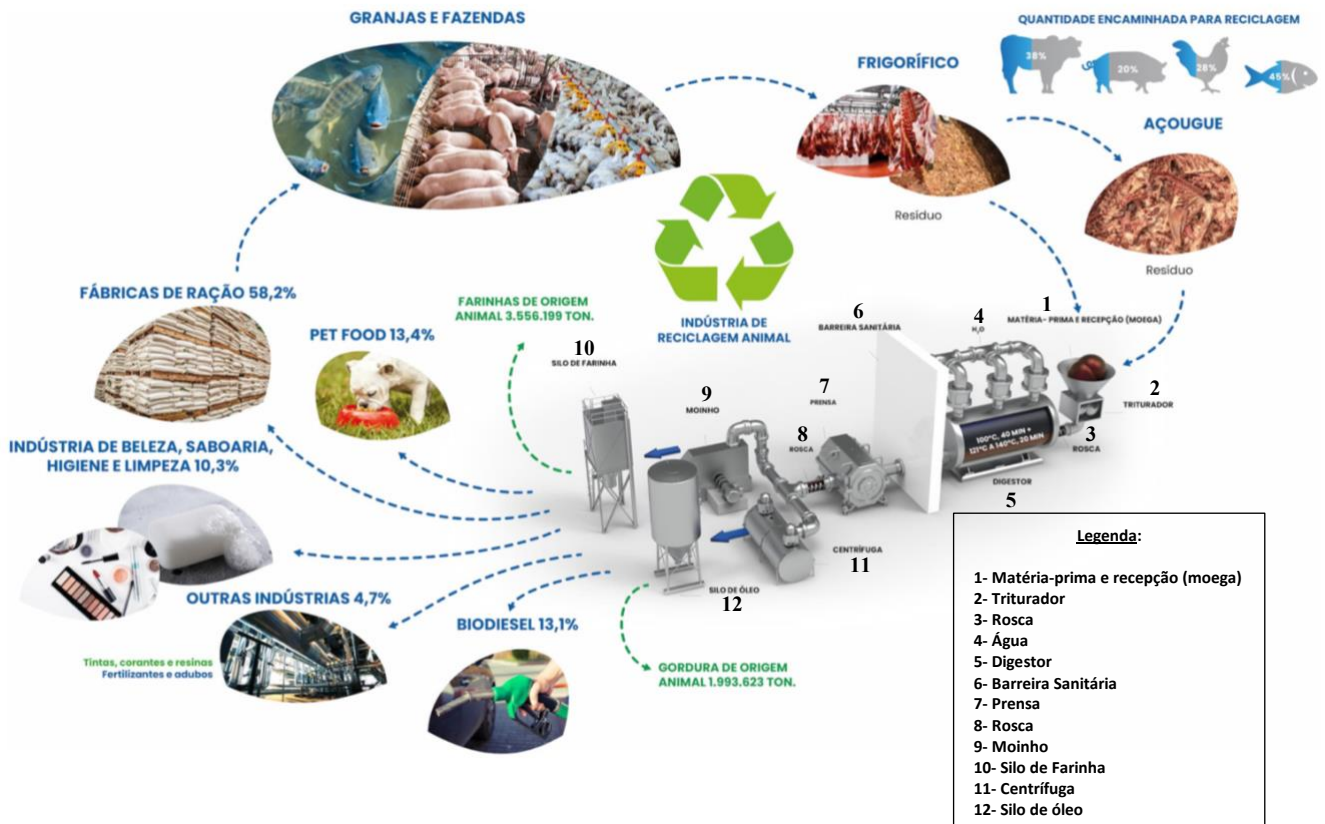 GRANJAS E FAZENDAS
QUANTIDADE ENCAMINHADA PARA RECICLAGEM
38%
20%
28%
45%
FRIGORÍFICO
AÇOUGUE
Resíduo
Resíduo
FÁBRICAS DE RAÇÃO 58,2%
FARINHAS DE ORIGEM
ANIMAL 3.556.199 TON.
INDÚSTRIA DE
RECICLAGEM ANIMAL
PET FOOD 13,4%
10
SILO DE FARINHA
6
BARREIRA SANITÁRIA
4
H₂O
1
MATÉRIA- PRIMA E RECEPÇÃO (MOEGA)
2
TRITURADOR
3
ROSCA
9
MOINHO
7
PRENSA
8
ROSCA
100°C, 40 MIN +
121°C A 140°C, 20 MIN
DIGESTOR
5
INDÚSTRIA DE BELEZA, SABOARIA,
HIGIENE E LIMPEZA 10,3%
CENTRÍFUGA
11
SILO DE ÓLEO
12
OUTRAS INDÚSTRIAS 4,7%
Tintas, corantes e resinas
Fertilizantes e adubos
BIODIESEL 13,1%
GORDURA DE ORIGEM
ANIMAL 1.993.623 TON.
Legenda:
1- Matéria-prima e recepção (moega)
2- Triturador
3- Rosca
4- Água
5- Digestor
6- Barreira Sanitária
7- Prensa
8- Rosca
9- Moinho
10- Silo de Farinha
11- Centrífuga
12- Silo de óleo